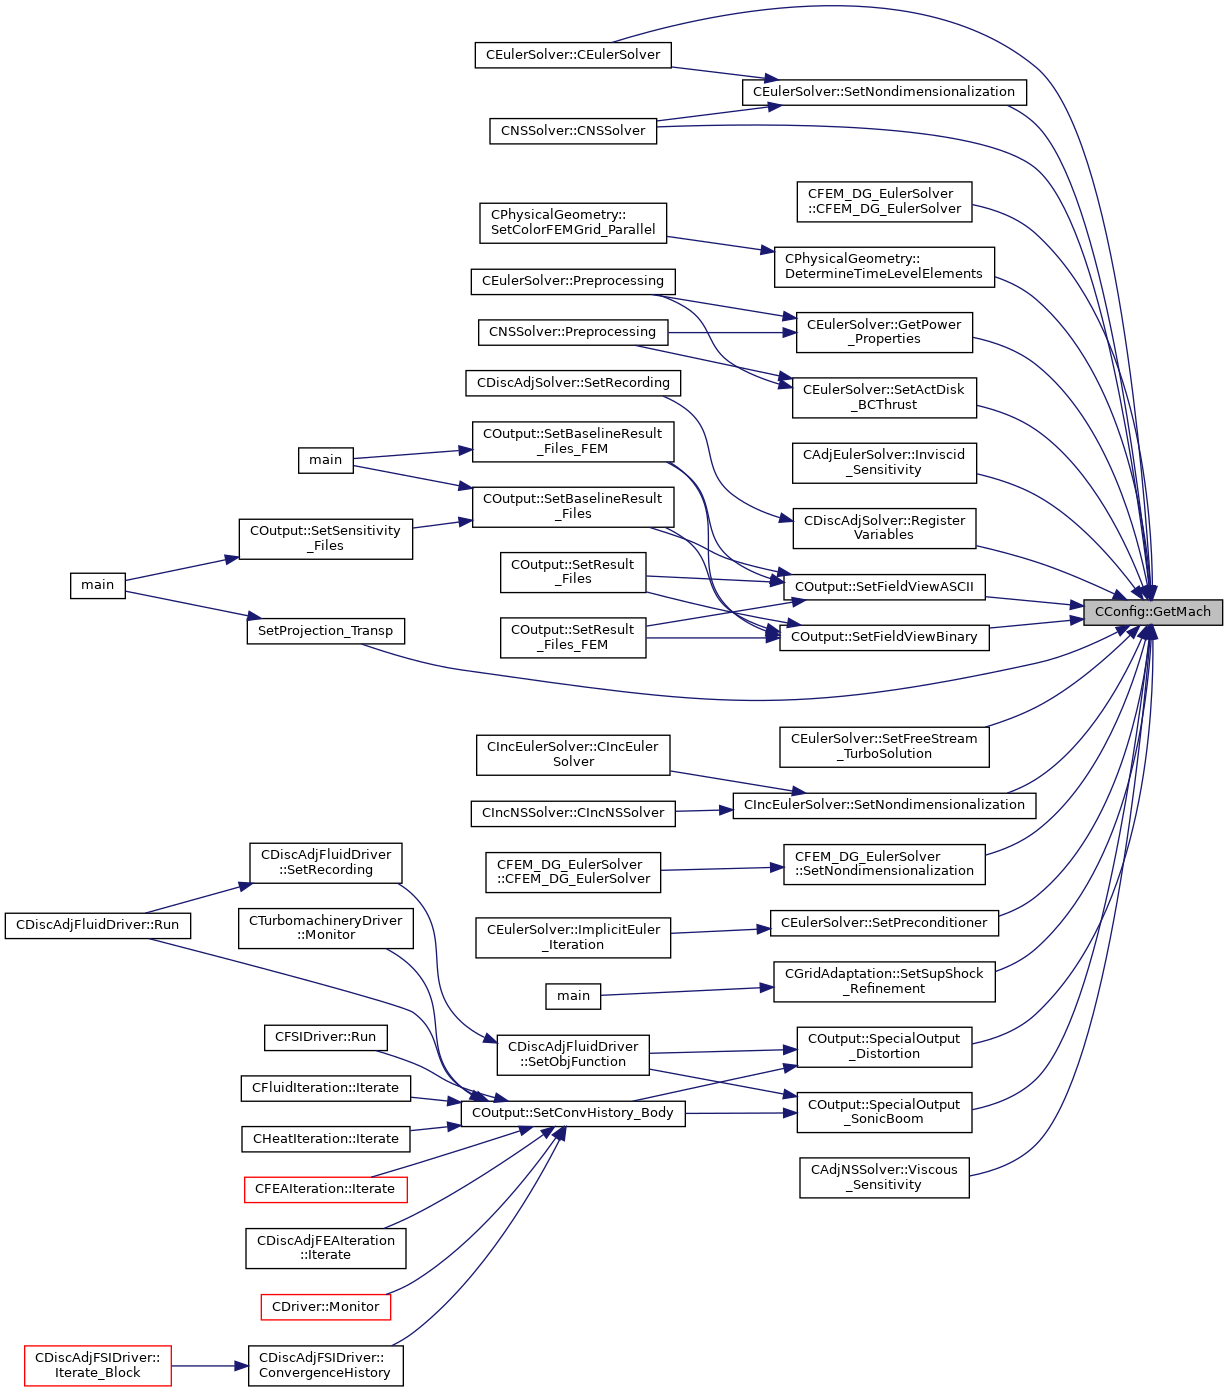 CEulerSolver::CEulerSolver
CEulerSolver::SetNondimensionalization
CNSSolver::CNSSolver
CFEM_DG_EulerSolver
::CFEM_DG_EulerSolver
CPhysicalGeometry::
SetColorFEMGrid_Parallel
CPhysicalGeometry::
DetermineTimeLevelElements
CEulerSolver::Preprocessing
CEulerSolver::GetPower
_Properties
CNSSolver::Preprocessing
CDiscAdjSolver::SetRecording
CEulerSolver::SetActDisk
_BCThrust
COutput::SetBaselineResult
_Files_FEM
main
CAdjEulerSolver::Inviscid
_Sensitivity
COutput::SetBaselineResult
_Files
CDiscAdjSolver::Register
Variables
COutput::SetSensitivity
_Files
COutput::SetResult
_Files
main
COutput::SetFieldViewASCII
CConfig::GetMach
SetProjection_Transp
COutput::SetResult
_Files_FEM
COutput::SetFieldViewBinary
CEulerSolver::SetFreeStream
_TurboSolution
CIncEulerSolver::CIncEuler
Solver
CIncEulerSolver::SetNondimensionalization
CIncNSSolver::CIncNSSolver
CDiscAdjFluidDriver
::SetRecording
CFEM_DG_EulerSolver
::CFEM_DG_EulerSolver
CFEM_DG_EulerSolver
::SetNondimensionalization
CDiscAdjFluidDriver::Run
CTurbomachineryDriver
::Monitor
CEulerSolver::ImplicitEuler
_Iteration
CEulerSolver::SetPreconditioner
CGridAdaptation::SetSupShock
_Refinement
main
CFSIDriver::Run
CDiscAdjFluidDriver
::SetObjFunction
COutput::SpecialOutput
_Distortion
CFluidIteration::Iterate
COutput::SetConvHistory_Body
COutput::SpecialOutput
_SonicBoom
CHeatIteration::Iterate
CFEAIteration::Iterate
CAdjNSSolver::Viscous
_Sensitivity
CDiscAdjFEAIteration
::Iterate
CDriver::Monitor
CDiscAdjFSIDriver::
Iterate_Block
CDiscAdjFSIDriver::
ConvergenceHistory